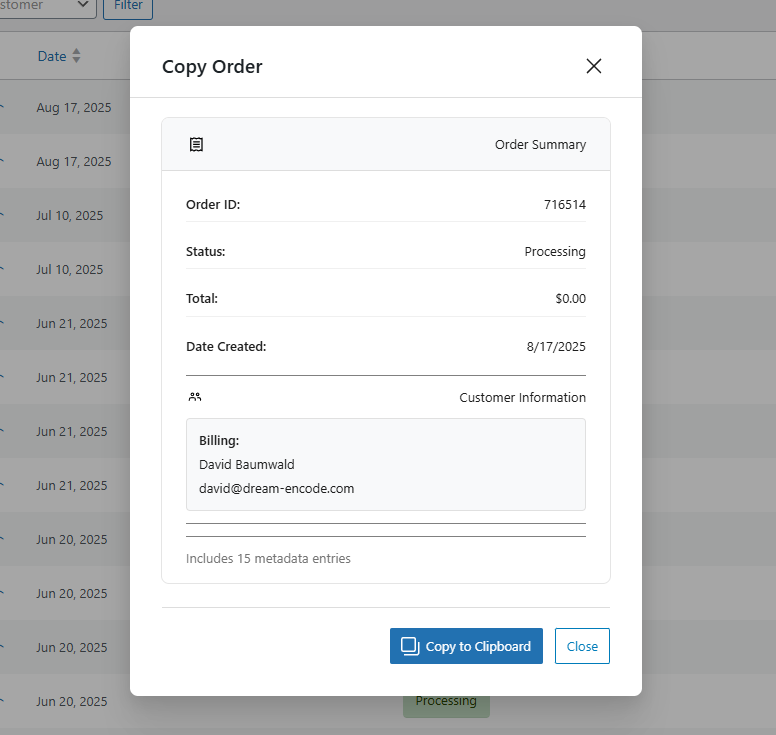 stomer
Filter
Date
Copy Order
Order Summary
Aug 17, 2025
Aug 17, 2025
Jul 10, 2025
Jul 10, 2025
Jun 21, 2025
Jun 21, 2025
Jun 21, 2025
Jun 21, 2025
Jun 20, 2025
Jun 20, 2025
Jun 20, 2025
Jun 20, 2025
Order ID: 716514
Status: Processing
Total: $0.00
Date Created: 8/17/2025
Customer Information
Billing:
David Baumwald
david@dream-encode.com
Includes 15 metadata entries
Copy to Clipboard
Close
Processing